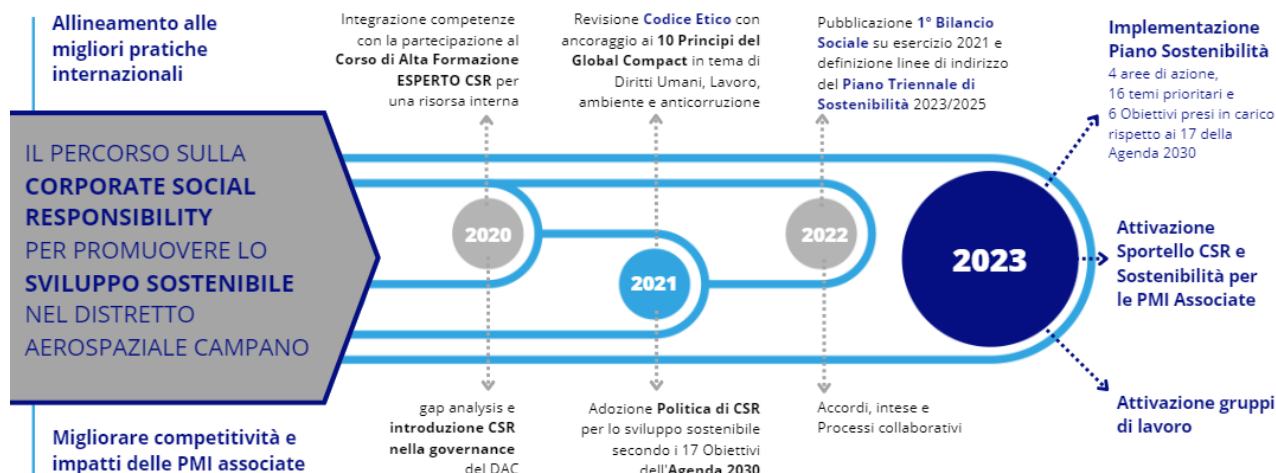 Allineamento alle
migliori pratiche
internazionali
IL PERCORSO SULLA
CORPORATE SOCIAL
RESPONSIBILITY
PER PROMUOVERE LO
SVILUPPO SOSTENIBILE
NEL DISTRETTO
AEROSPAZIALE CAMPANO
Migliorare competitività e
impatti delle PMI associate
Integrazione competenze
con la partecipazione al
Corso di Alta Formazione
ESPERTO CSR per
una risorsa interna
2020
gap analysis e
introduzione CSR
nella governance
del DAC
Revisione Codice Etico con
ancoraggio ai 10 Principi del
Global Compact in tema di
Diritti Umani, Lavoro,
ambiente e anticorruzione
2021
Adozione Politica di CSR
per lo sviluppo sostenibile
secondo i 17 Obiettivi
dell'Agenda 2030
Pubblicazione 1° Bilancio
Sociale su esercizio 2021 e
definizione linee di indirizzo
del Piano Triennale di
Sostenibilità 2023/2025
2022
Accordi, intese e
Processi collaborativi
2023
Implementazione
Piano Sostenibilità
4 aree di azione,
16 temi prioritari e
6 Obiettivi presi in carico
rispetto ai 17 della
Agenda 2030
Attivazione
Sportello CSR e
Sostenibilità per
le PMI Associate
Attivazione gruppi
di lavoro